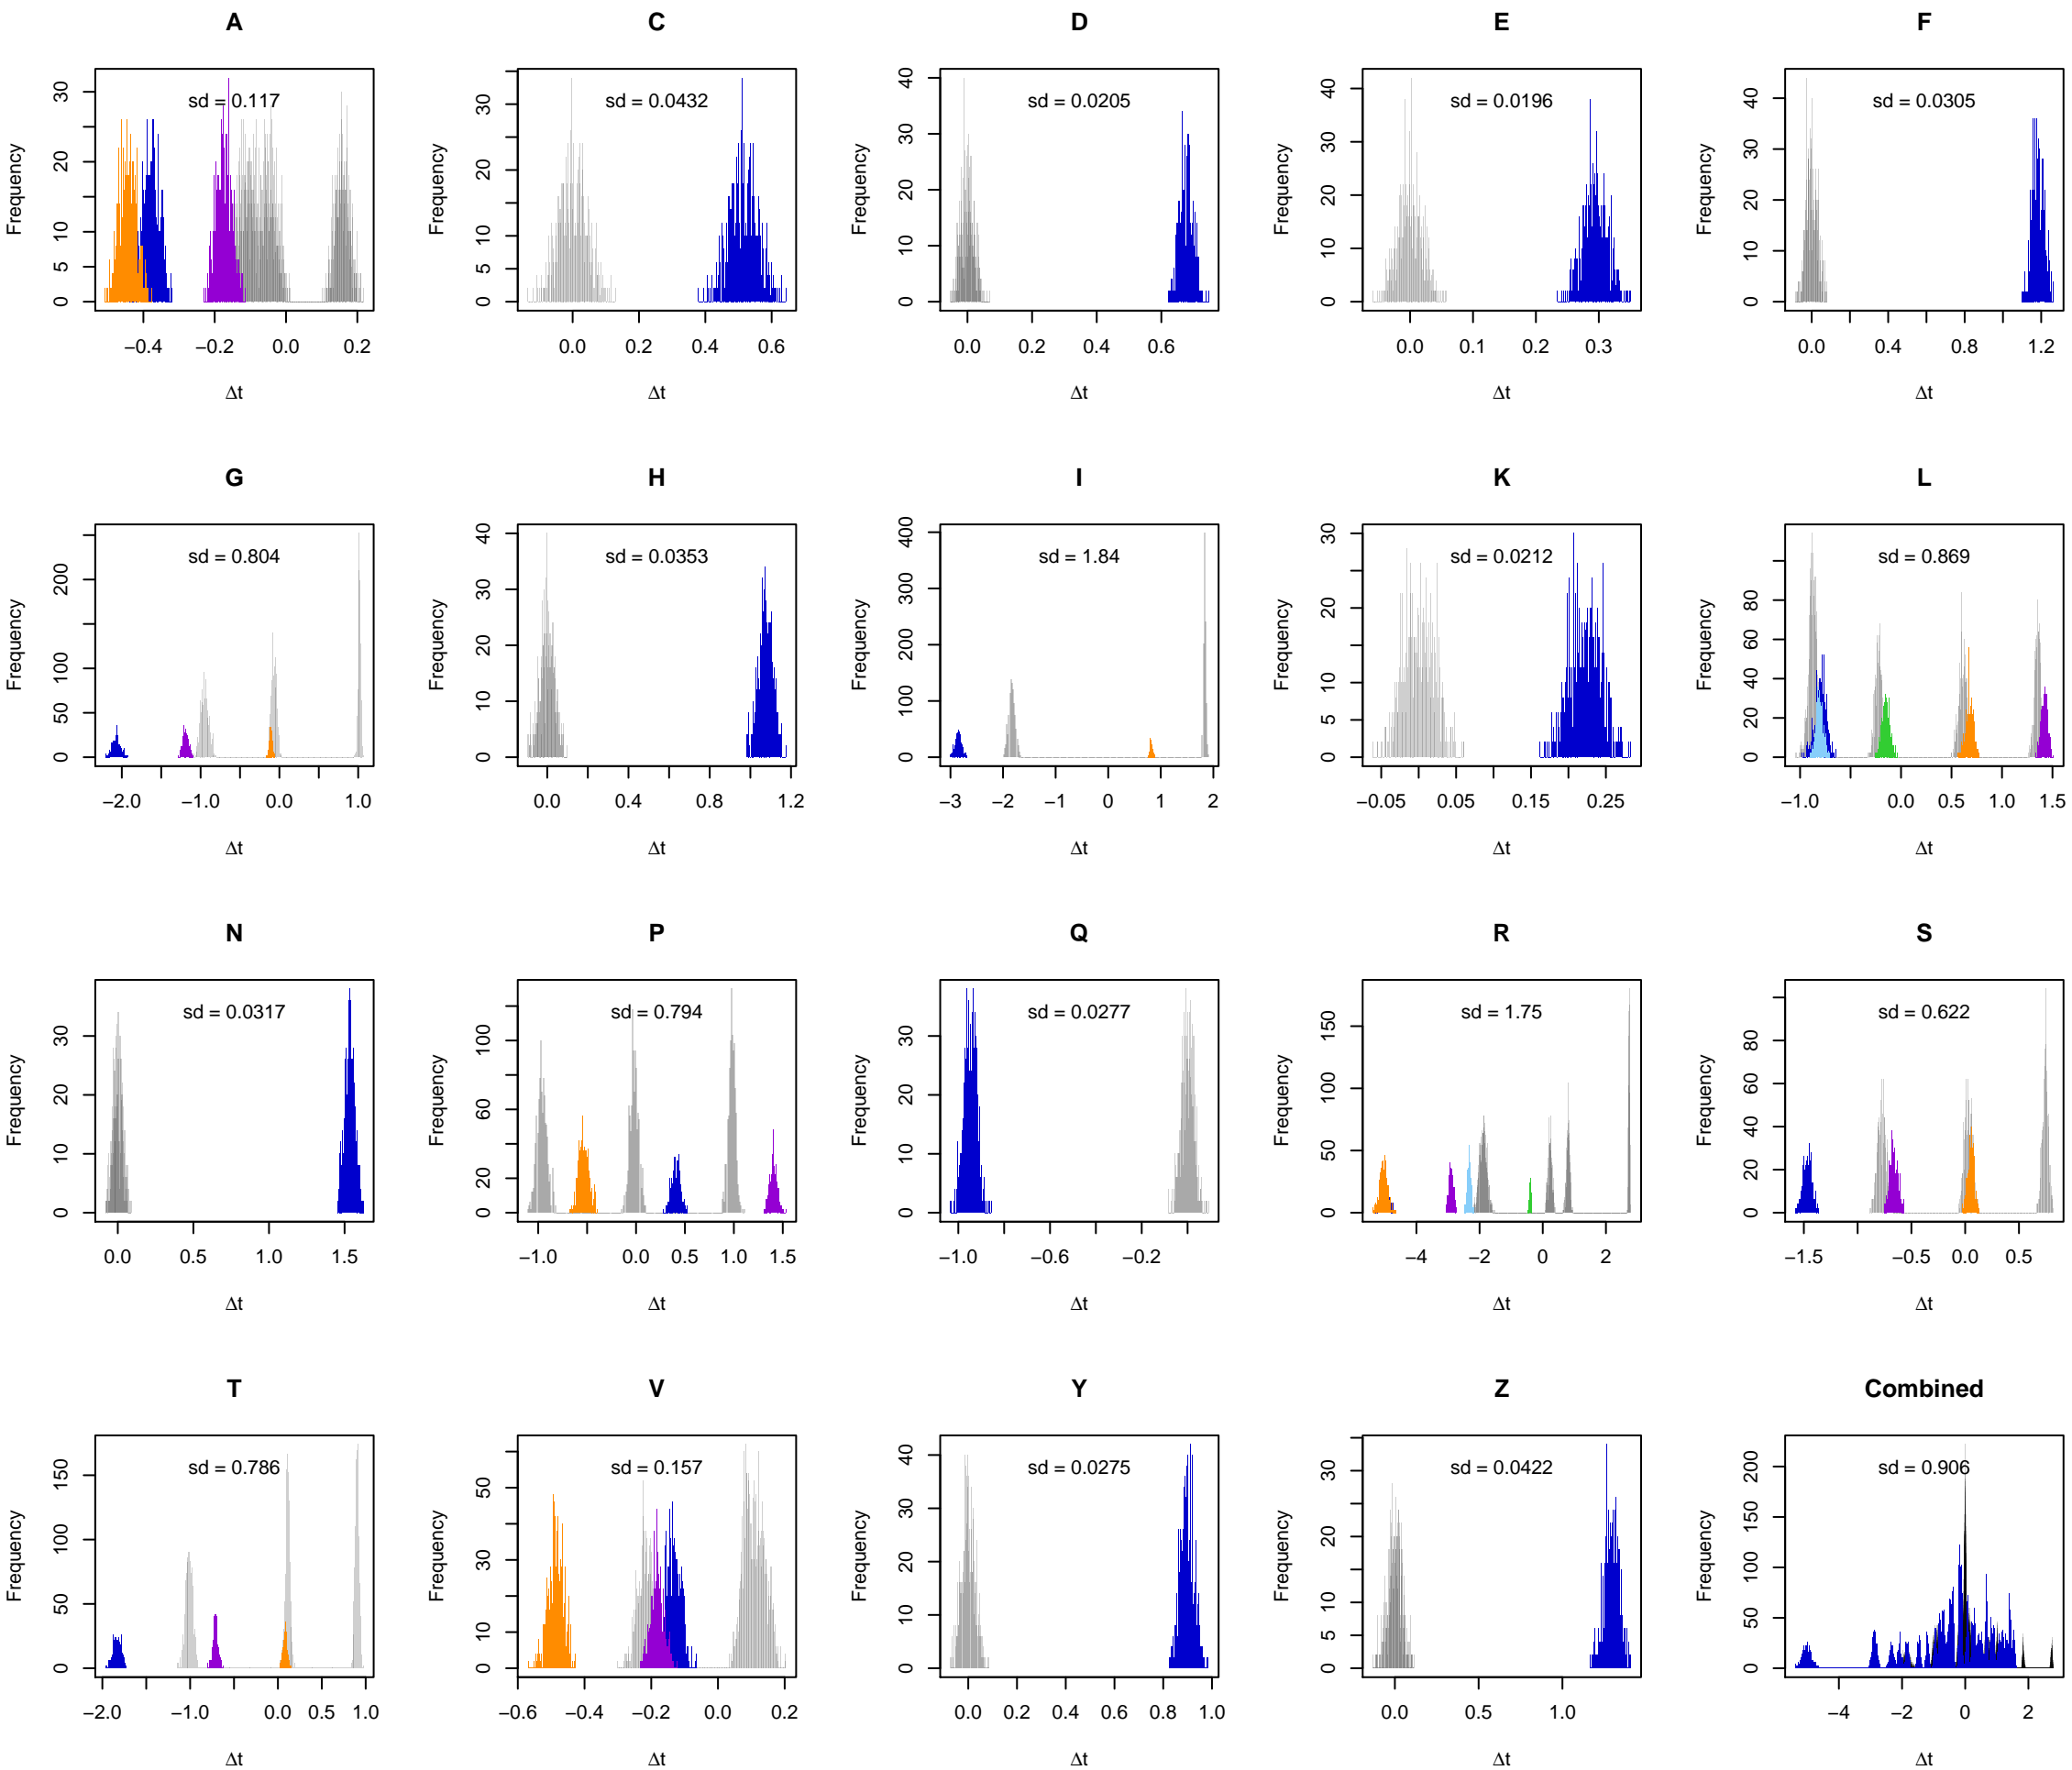 A
sd = 0.117
Frequency
0 5 10 20 30
−0.4 −0.2 0.0 0.2
Δt
C
sd = 0.0432
Frequency
0 5 10 20 30
0.0 0.2 0.4 0.6
Δt
D
sd = 0.0205
Frequency
0 10 20 30 40
0.0 0.2 0.4 0.6
Δt
E
sd = 0.0196
Frequency
0 10 20 30 40
0.0 0.1 0.2 0.3
Δt
F
sd = 0.0305
Frequency
0 10 20 30 40
0.0 0.4 0.8 1.2
Δt
G
sd = 0.804
Frequency
0 50 100 200
−2.0 −1.0 0.0 1.0
Δt
H
sd = 0.0353
Frequency
0 10 20 30 40
0.0 0.4 0.8 1.2
Δt
I
sd = 1.84
Frequency
0 100 200 300 400
−3 −2 −1 0 1 2
Δt
K
sd = 0.0212
Frequency
0 5 10 20 30
−0.05 0.05 0.15 0.25
Δt
L
sd = 0.869
Frequency
0 20 40 60 80
−1.0 0.0 0.5 1.0 1.5
Δt
N
sd = 0.0317
Frequency
0 10 20 30
0.0 0.5 1.0 1.5
Δt
P
sd = 0.794
Frequency
0 20 60 100
−1.0 0.0 0.5 1.0 1.5
Δt
Q
sd = 0.0277
Frequency
0 10 20 30
−1.0 −0.6 −0.2
Δt
R
sd = 1.75
Frequency
0 50 100 150
−4 −2 0 2
Δt
S
sd = 0.622
Frequency
0 20 40 60 80
−1.5 −0.5 0.0 0.5
Δt
T
sd = 0.786
Frequency
0 50 100 150
−2.0 −1.0 0.0 0.5 1.0
Δt
V
sd = 0.157
Frequency
0 10 30 50
−0.6 −0.4 −0.2 0.0 0.2
Δt
Y
sd = 0.0275
Frequency
0 10 20 30 40
0.0 0.2 0.4 0.6 0.8 1.0
Δt
Z
sd = 0.0422
Frequency
0 5 10 20 30
0.0 0.5 1.0
Δt
Combined
sd = 0.906
Frequency
0 50 100 150 200
−4 −2 0 2
Δt